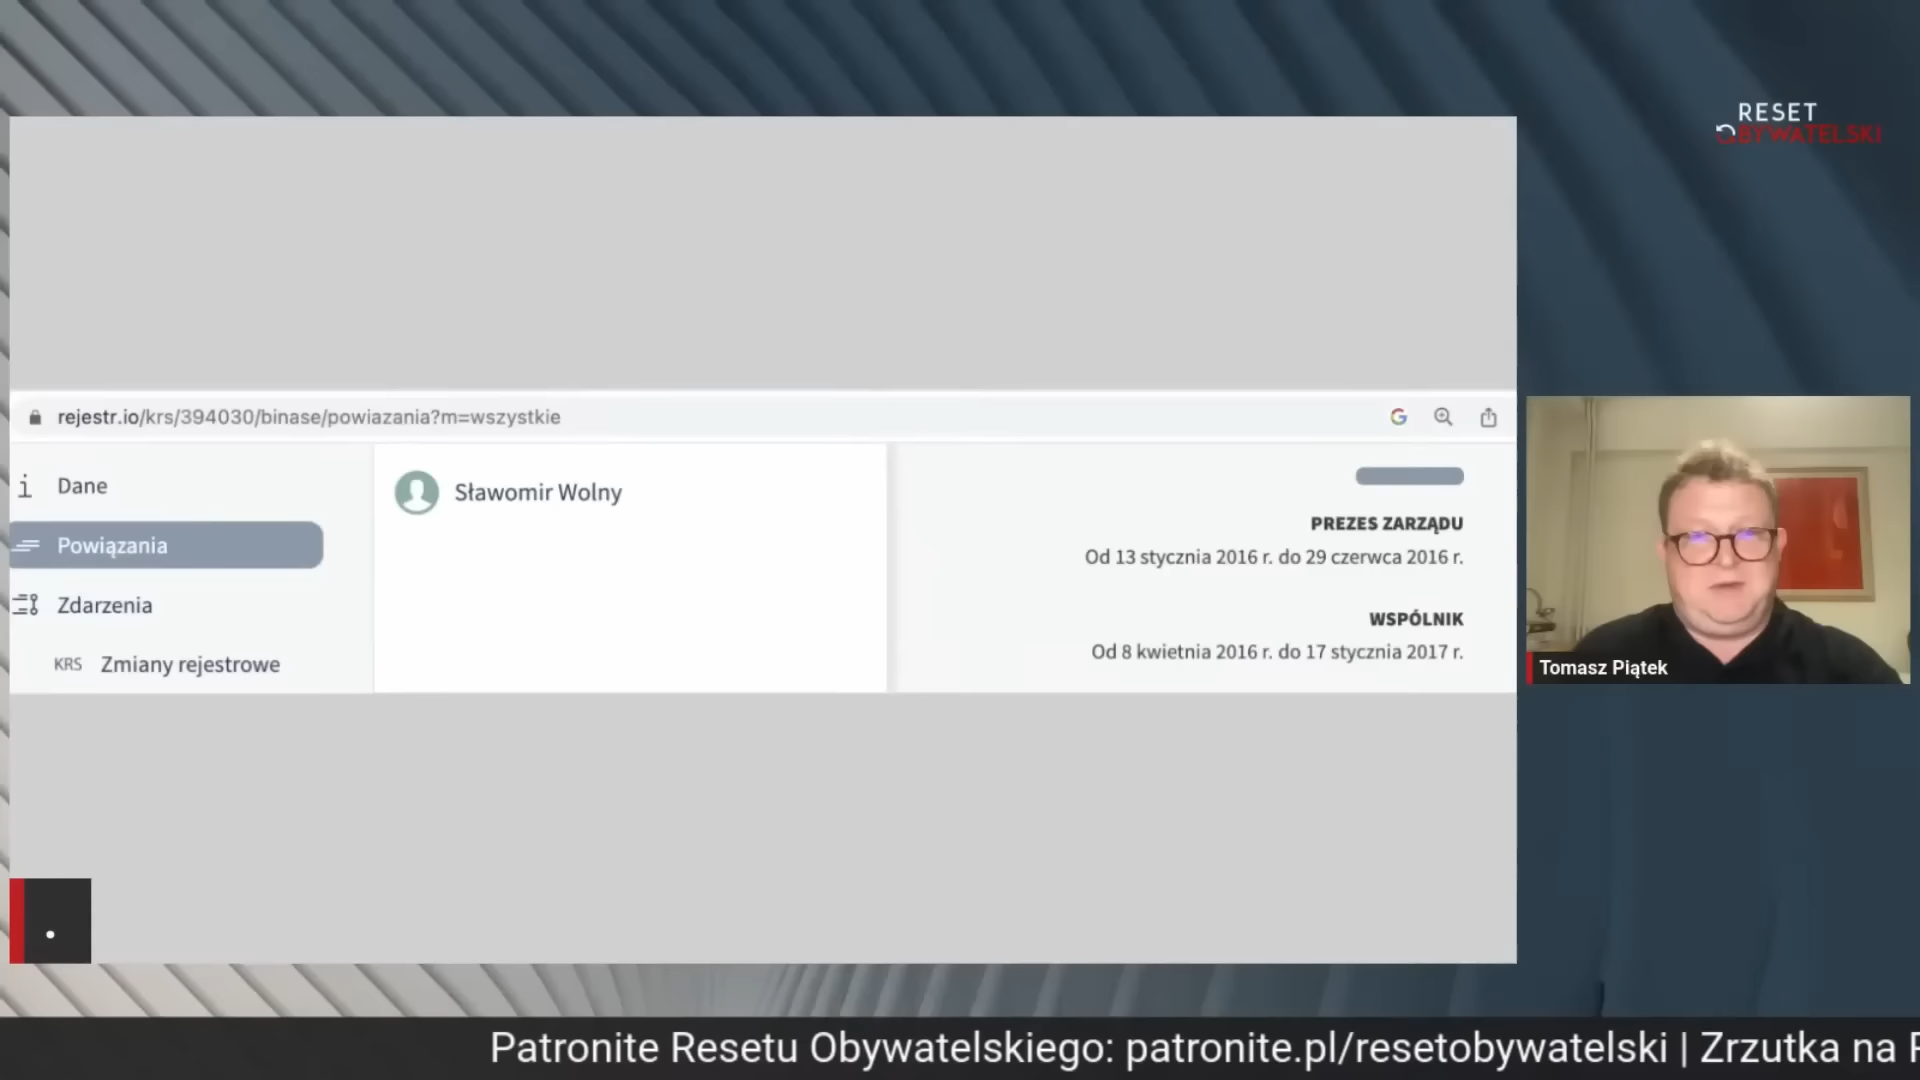 RESET
OBYWATELSKI
rejestr.io/krs/394030/binase/powiazania?m=wszystkie
Dane
Powiązania
Zdarzenia
KRS Zmiany rejestrowe
Sławomir Wolny
PREZES ZARZĄDU
Od 13 stycznia 2016 r. do 29 czerwca 2016 r.
WSPÓLNIK
Od 8 kwietnia 2016 r. do 17 stycznia 2017 r.
Tomasz Piątek
.
Patronite Resetu Obywatelskiego: patronite.pl/resetobywatelski | Zrzutka na